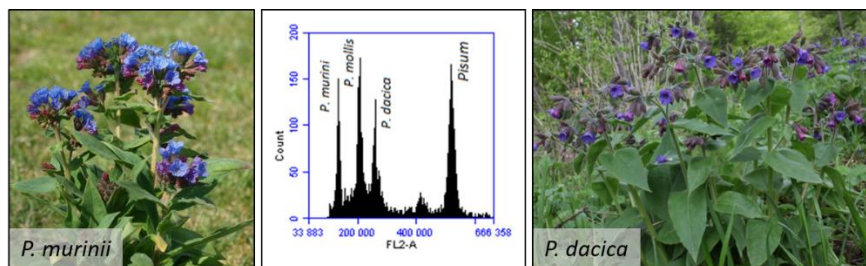 P. murinii
200
150
100
50
0
Count
P. murini
P. mollis
P. dacica
Pisum
33 883
200 000
400 000
666 358
FL2-A
P. dacica